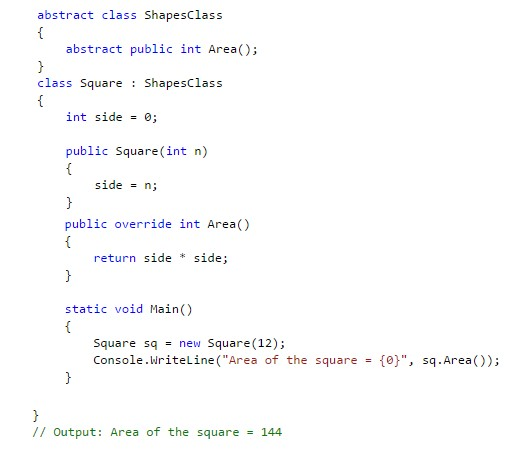 abstract class ShapesClass
{
    abstract public int Area();
}
class Square : ShapesClass
{
    int side = 0;

    public Square(int n)
    {
        side = n;
    }
    public override int Area()
    {
        return side * side;
    }

    static void Main()
    {
        Square sq = new Square(12);
        Console.WriteLine("Area of the square = {0}", sq.Area());
    }

}
// Output: Area of the square = 144